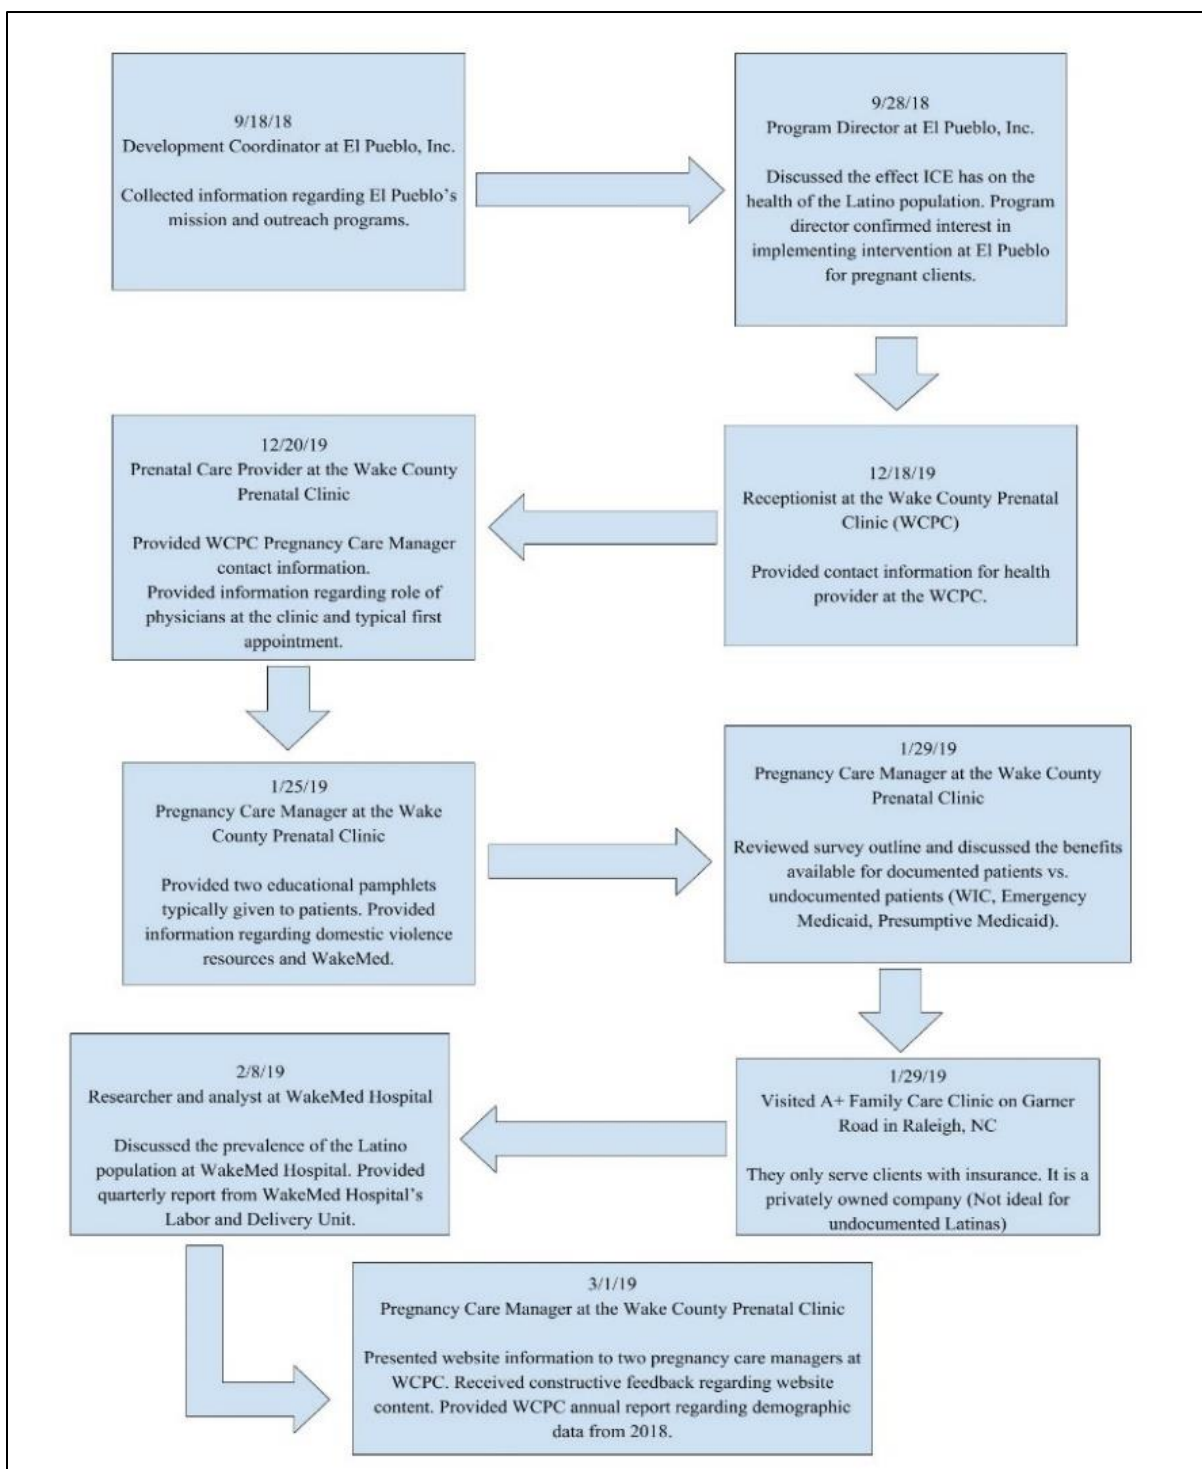 9/18/18
Development Coordinator at El Pueblo, Inc.
Collected information regarding El Pueblo's
mission and outreach programs.
9/28/18
Program Director at El Pueblo, Inc.
Discussed the effect ICE has on the
health of the Latino population. Program
director confirmed interest in
implementing intervention at El Pueblo
for pregnant clients.
12/18/19
Receptionist at the Wake County Prenatal
Clinic (WCPC)
Provided contact information for health
provider at the WCPC.
12/20/19
Prenatal Care Provider at the Wake County
Prenatal Clinic
Provided WCPC Pregnancy Care Manager
contact information.
Provided information regarding role of
physicians at the clinic and typical first
appointment.
1/25/19
Pregnancy Care Manager at the Wake
County Prenatal Clinic
Provided two educational pamphlets
typically given to patients. Provided
information regarding domestic violence
resources and WakeMed.
1/29/19
Pregnancy Care Manager at the Wake County
Prenatal Clinic
Reviewed survey outline and discussed the benefits
available for documented patients vs.
undocumented patients (WIC, Emergency
Medicaid, Presumptive Medicaid).
1/29/19
Visited A+ Family Care Clinic on Garner
Road in Raleigh, NC
They only serve clients with insurance. It is a
privately owned company (Not ideal for
undocumented Latinas)
2/8/19
Researcher and analyst at WakeMed Hospital
Discussed the prevalence of the Latino
population at WakeMed Hospital. Provided
quarterly report from WakeMed Hospital's
Labor and Delivery Unit.
3/1/19
Pregnancy Care Manager at the Wake County Prenatal Clinic
Presented website information to two pregnancy care managers at
WCPC. Received constructive feedback regarding website
content. Provided WCPC annual report regarding demographic
data from 2018.